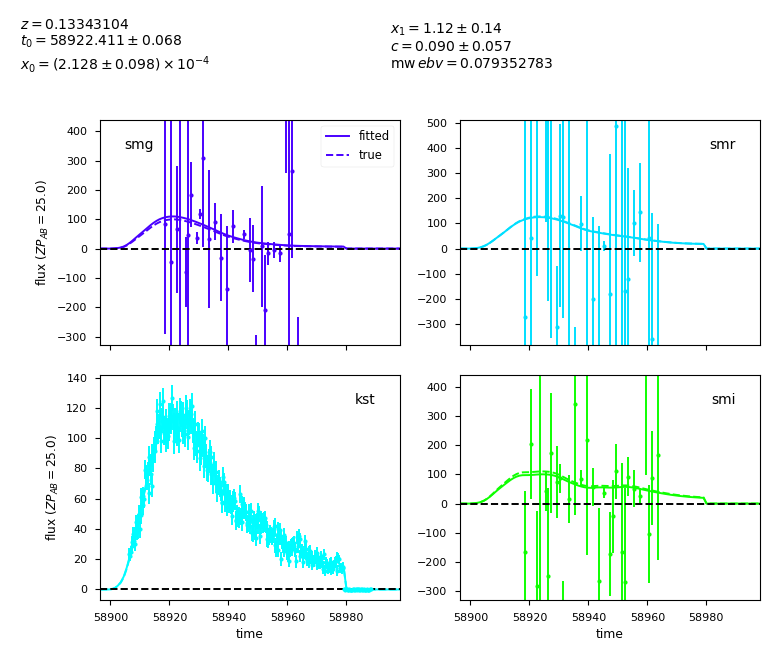 z = 0.13343104
t₀ = 58922.411 ± 0.068
x₀ = (2.128 ± 0.098) × 10⁻⁴
x₁ = 1.12 ± 0.14
c = 0.090 ± 0.057
mw ebv = 0.079352783
smg
fitted
true
400
300
200
100
0
−100
−200
−300
flux (ZP_AB = 25.0)
smr
500
400
300
200
100
0
−100
−200
−300
kst
140
120
100
80
60
40
20
0
flux (ZP_AB = 25.0)
58900 58920 58940 58960 58980
time
smi
400
300
200
100
0
−100
−200
−300
58900 58920 58940 58960 58980
time